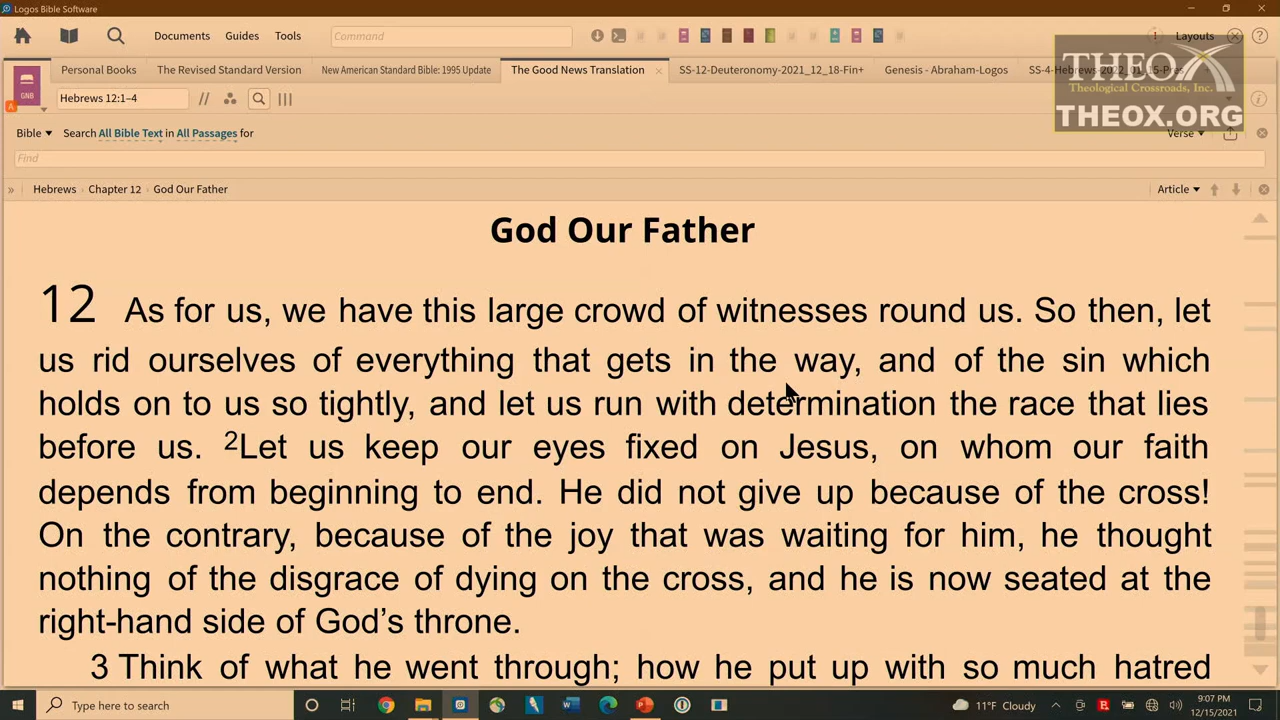 Logos Bible Software
Documents Guides Tools Command Layouts
THEOX
Theological Crossroads, Inc.
THEOX.ORG
GNB
Personal Books The Revised Standard Version New American Standard Bible: 1995 Update The Good News Translation SS-12-Deuteronomy-2021_12_18-Fin+ Genesis - Abraham-Logos SS-4-Hebrews-2022_01_15-Pres
A Hebrews 12:1–4
Bible Search All Bible Text in All Passages for Verse
Find
Hebrews › Chapter 12 › God Our Father Article
God Our Father
12 As for us, we have this large crowd of witnesses round us. So then, let
us rid ourselves of everything that gets in the way, and of the sin which
holds on to us so tightly, and let us run with determination the race that lies
before us. 2Let us keep our eyes fixed on Jesus, on whom our faith
depends from beginning to end. He did not give up because of the cross!
On the contrary, because of the joy that was waiting for him, he thought
nothing of the disgrace of dying on the cross, and he is now seated at the
right-hand side of God’s throne.
3 Think of what he went through; how he put up with so much hatred
Type here to search 11°F Cloudy 9:07 PM
12/15/2021